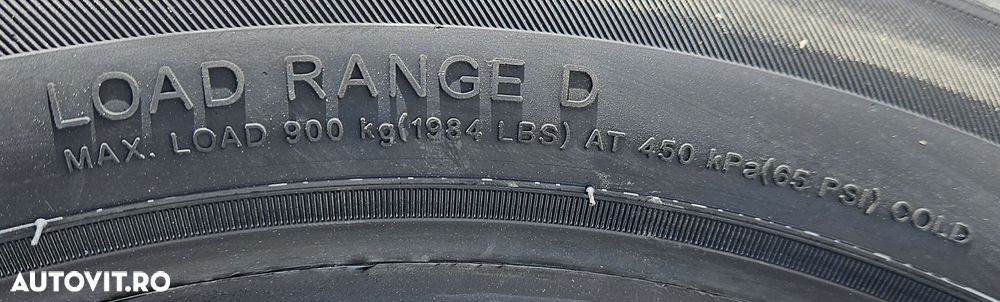 LOAD RANGE D
MAX. LOAD 900 kg(1984 LBS) AT 450 kPa(65 PSI) COLD
AUTOVIT.RO